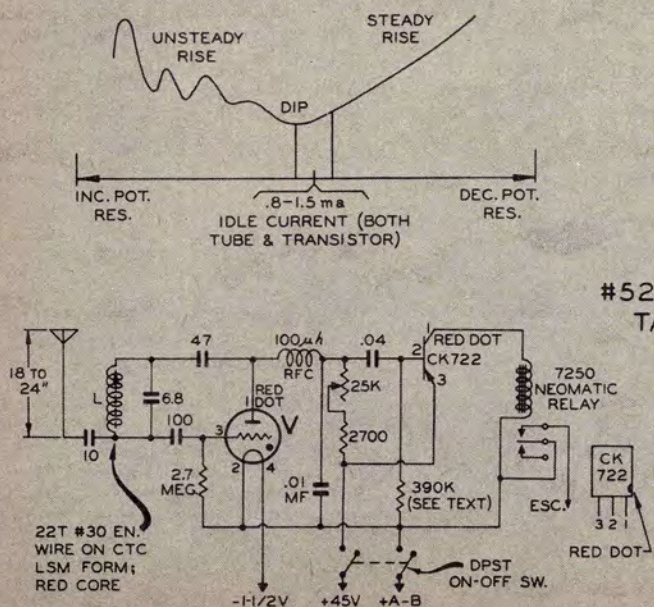 UNSTEADY
RISE
STEADY
RISE
DIP
INC. POT.
RES.
.8-1.5 ma
IDLE CURRENT (BOTH
TUBE & TRANSISTOR)
DEC. POT.
RES.
#52
TA
18 TO
24"
L
10
47
6.8
100
2.7
MEG.
3
1
RED
DOT
V
2
4
100μh
RFC
.01
MF
.04
25K
2700
390K
(SEE TEXT)
1
2
3
RED DOT
CK722
7250
NEOMATIC
RELAY
ESC.
CK
722
3 2 1
RED DOT
22T #30 EN.
WIRE ON CTC
LSM FORM;
RED CORE
-1-1/2V
+45V
+A-B
DPST
ON-OFF SW.